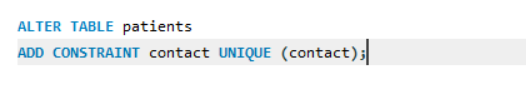 ALTER TABLE patients
ADD CONSTRAINT contact UNIQUE (contact);